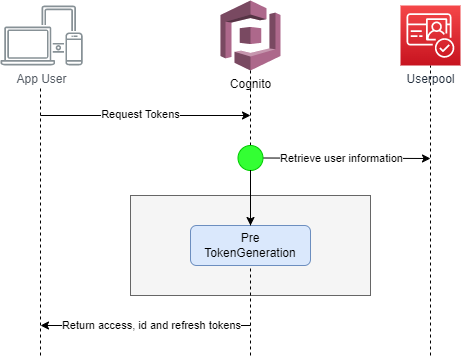 App User
Cognito
Userpool
Request Tokens
Retrieve user information
Pre
TokenGeneration
Return access, id and refresh tokens